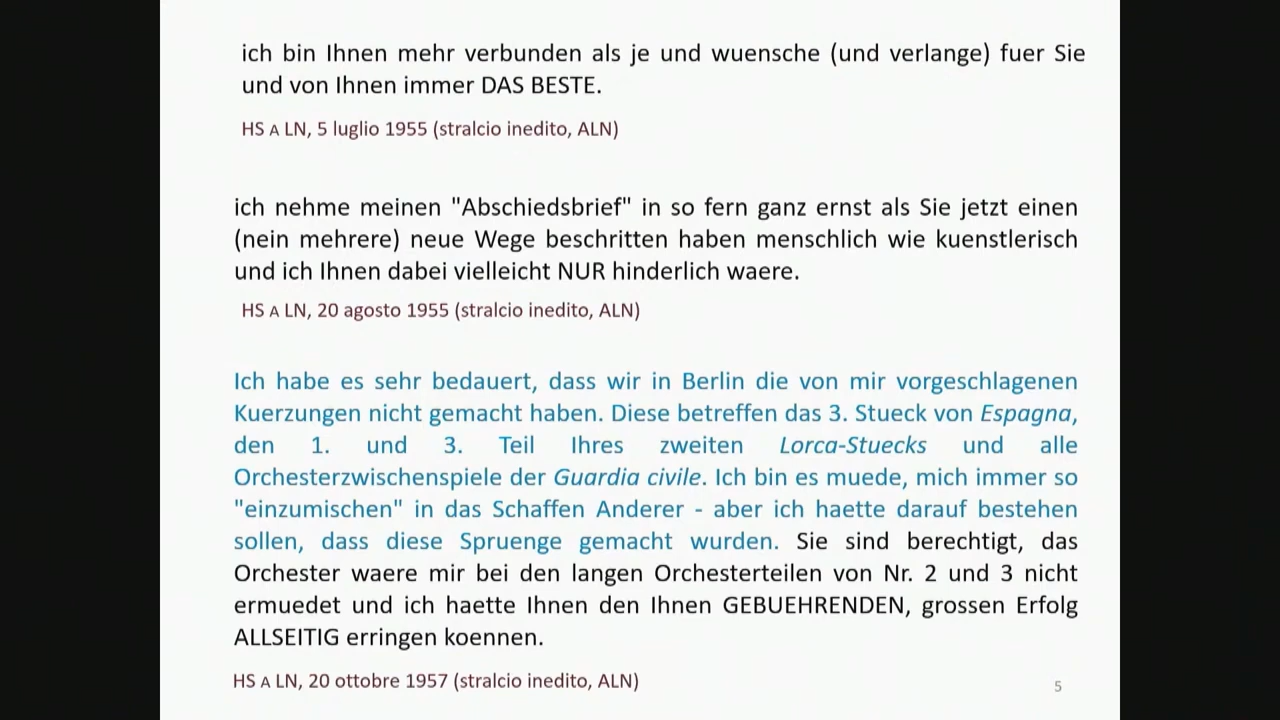 ich bin Ihnen mehr verbunden als je und wuensche (und verlange) fuer Sie
und von Ihnen immer DAS BESTE.
HS A LN, 5 luglio 1955 (stralcio inedito, ALN)
ich nehme meinen "Abschiedsbrief" in so fern ganz ernst als Sie jetzt einen
(nein mehrere) neue Wege beschritten haben menschlich wie kuenstlerisch
und ich Ihnen dabei vielleicht NUR hinderlich waere.
HS A LN, 20 agosto 1955 (stralcio inedito, ALN)
Ich habe es sehr bedauert, dass wir in Berlin die von mir vorgeschlagenen
Kuerzungen nicht gemacht haben. Diese betreffen das 3. Stueck von Espagna,
den 1. und 3. Teil Ihres zweiten Lorca-Stuecks und alle
Orchesterzwischenspiele der Guardia civile. Ich bin es muede, mich immer so
"einzumischen" in das Schaffen Anderer - aber ich haette darauf bestehen
sollen, dass diese Spruenge gemacht wurden. Sie sind berechtigt, das
Orchester waere mir bei den langen Orchesterteilen von Nr. 2 und 3 nicht
ermuedet und ich haette Ihnen den Ihnen GEBUEHRENDEN, grossen Erfolg
ALLSEITIG erringen koennen.
HS A LN, 20 ottobre 1957 (stralcio inedito, ALN)
5